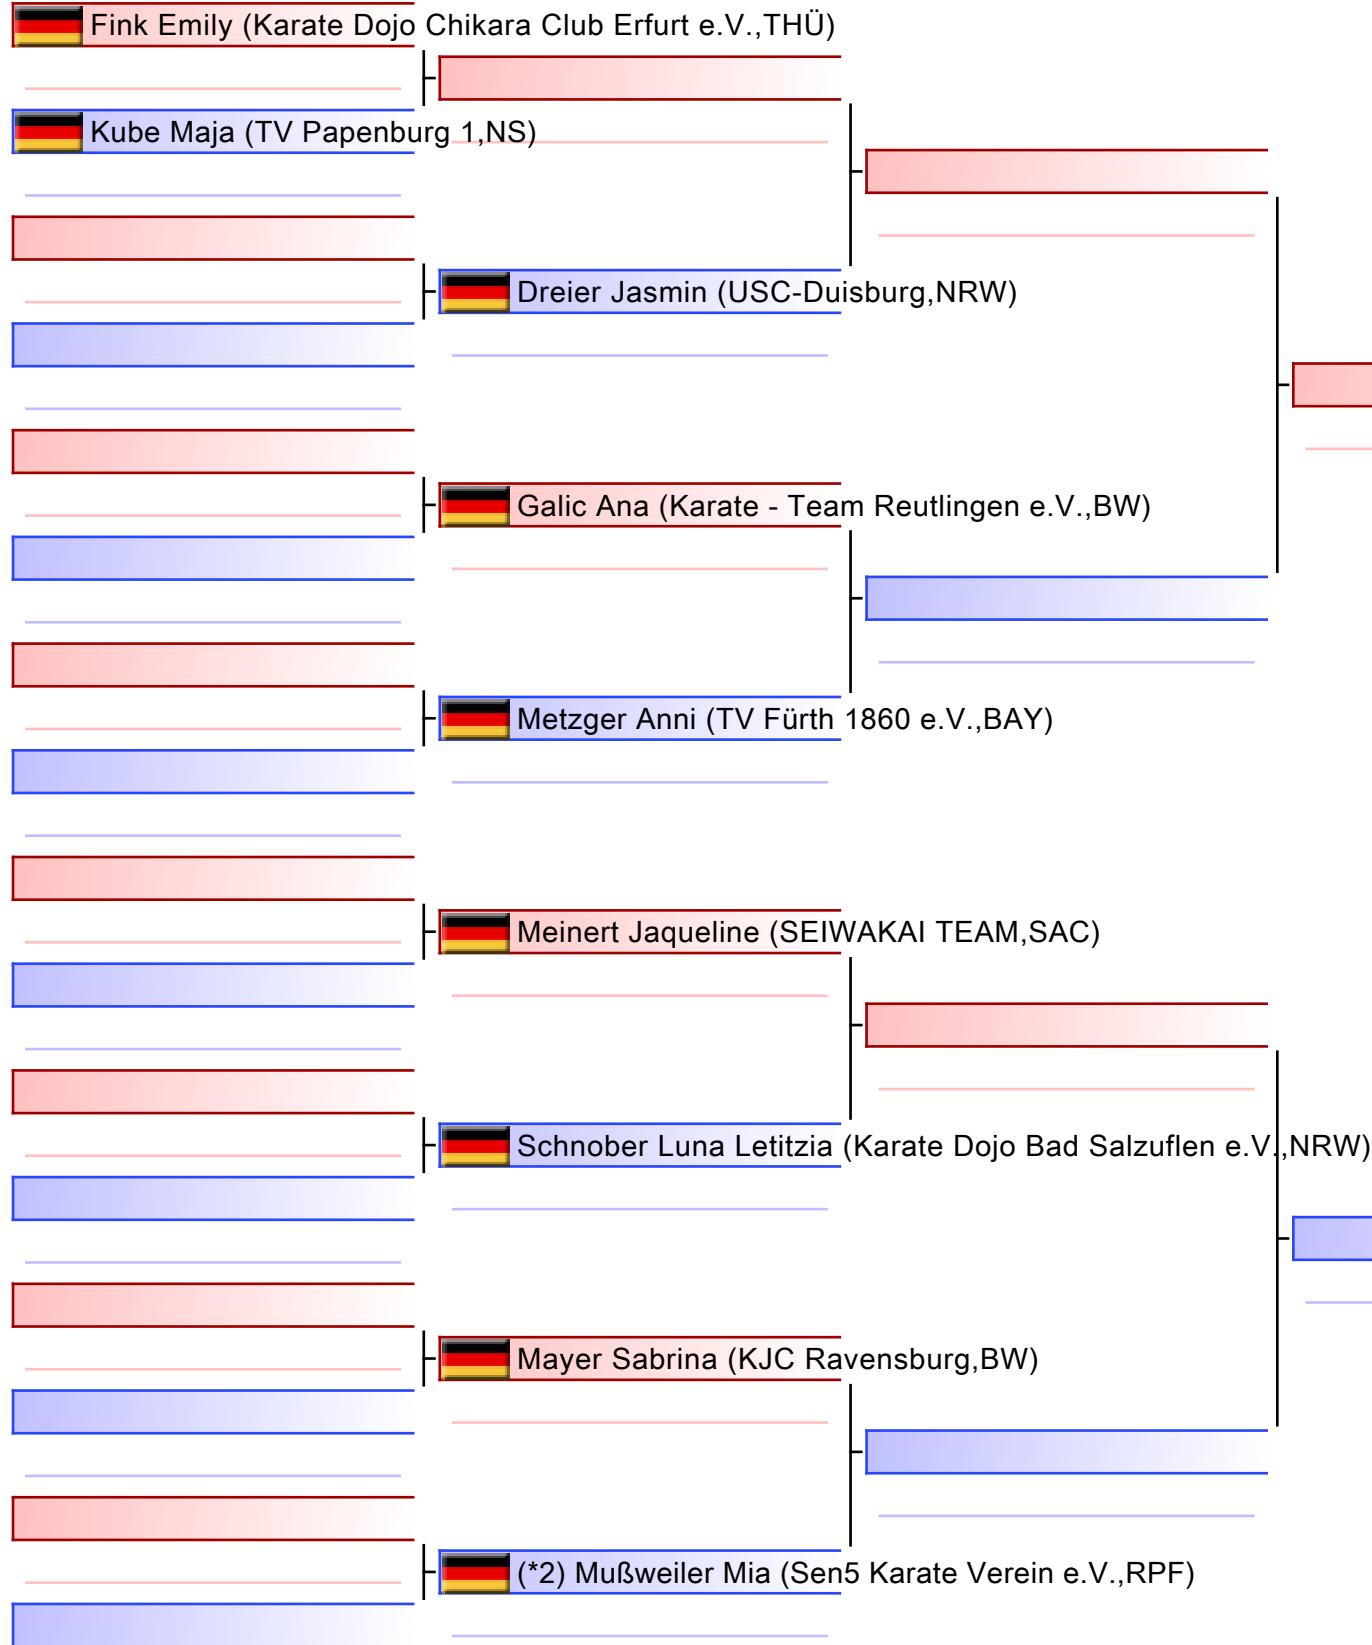 Fink Emily (Karate Dojo Chikara Club Erfurt e.V.,THÜ)
Kube Maja (TV Papenburg 1,NS)
Dreier Jasmin (USC-Duisburg,NRW)
Galic Ana (Karate - Team Reutlingen e.V.,BW)
Metzger Anni (TV Fürth 1860 e.V.,BAY)
Meinert Jaqueline (SEIWAKAI TEAM,SAC)
Schnober Luna Letitzia (Karate Dojo Bad Salzuflen e.V.,NRW)
Mayer Sabrina (KJC Ravensburg,BW)
(*2) Mußweiler Mia (Sen5 Karate Verein e.V.,RPF)